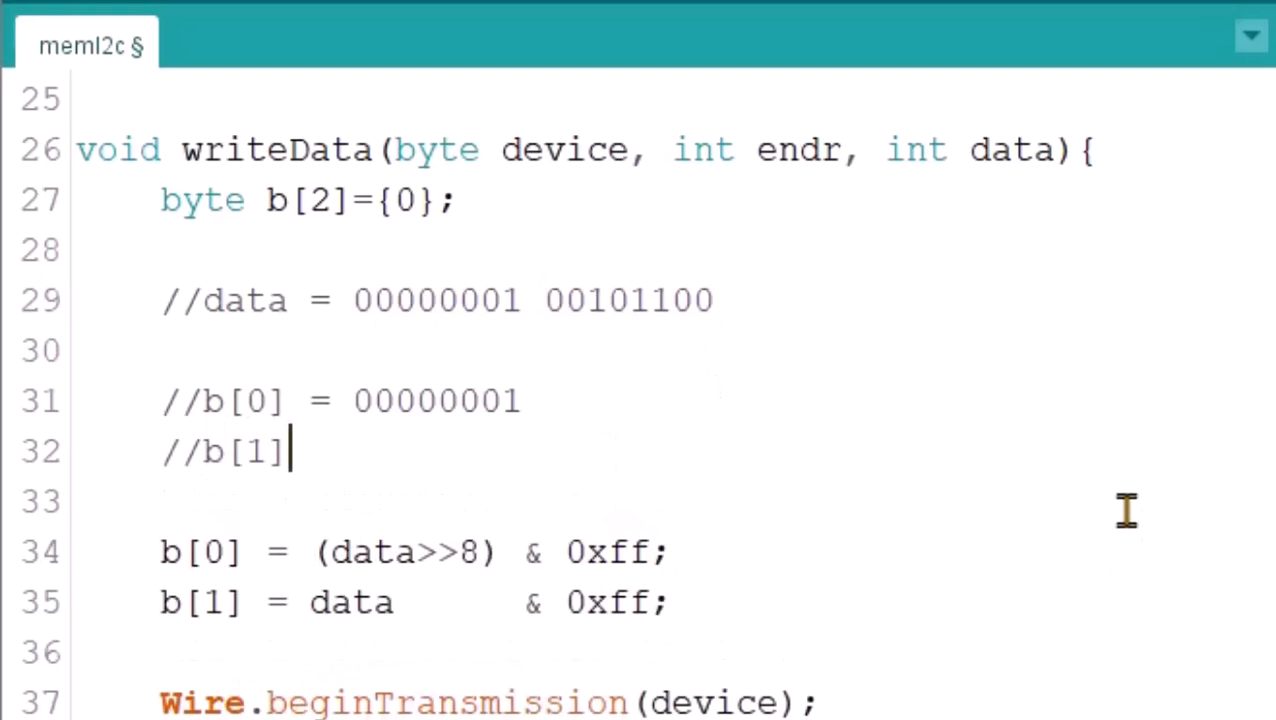 memI2c §
25
26 void writeData(byte device, int endr, int data){
27 byte b[2]={0};
28
29 //data = 00000001 00101100
30
31 //b[0] = 00000001
32 //b[1]
33
34 b[0] = (data>>8) & 0xff;
35 b[1] = data & 0xff;
36
37 Wire.beginTransmission(device);